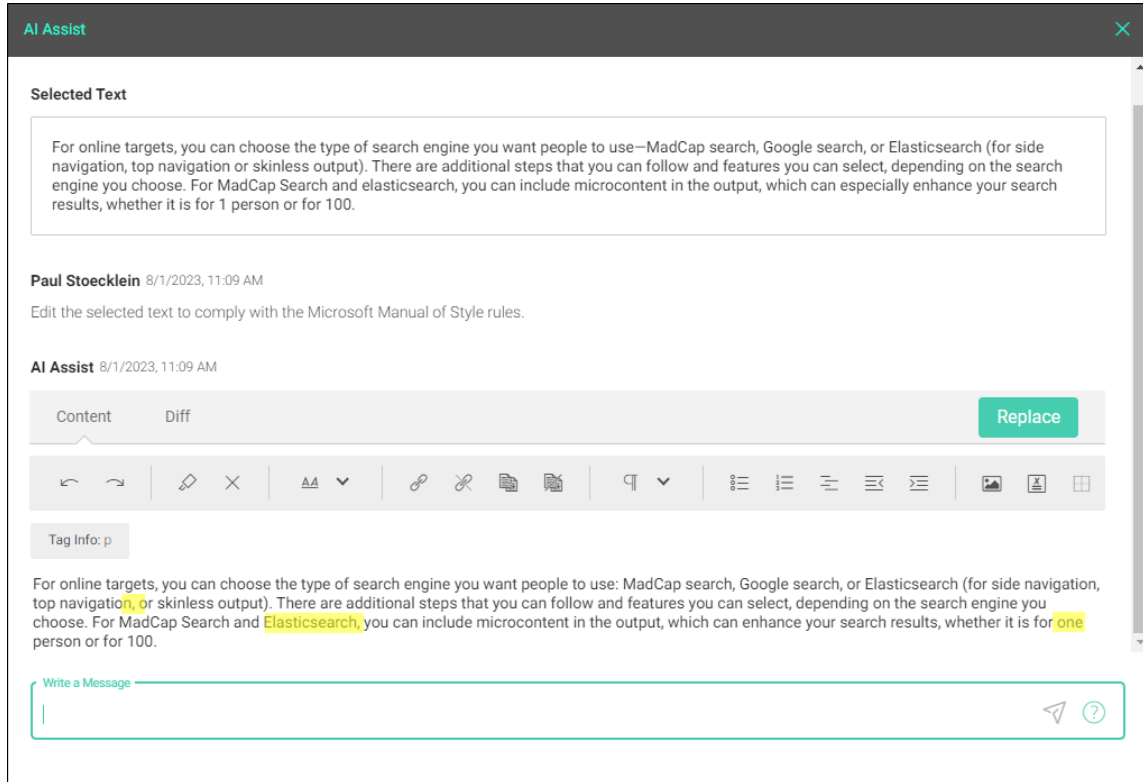 AI Assist
Selected Text
For online targets, you can choose the type of search engine you want people to use—MadCap search, Google search, or Elasticsearch (for side
navigation, top navigation or skinless output). There are additional steps that you can follow and features you can select, depending on the search
engine you choose. For MadCap Search and elasticsearch, you can include microcontent in the output, which can especially enhance your search
results, whether it is for 1 person or for 100.
Paul Stoecklein 8/1/2023, 11:09 AM
Edit the selected text to comply with the Microsoft Manual of Style rules.
AI Assist 8/1/2023, 11:09 AM
Content Diff Replace
AA
Tag Info: p
For online targets, you can choose the type of search engine you want people to use: MadCap search, Google search, or Elasticsearch (for side navigation,
top navigation, or skinless output). There are additional steps that you can follow and features you can select, depending on the search engine you
choose. For MadCap Search and Elasticsearch, you can include microcontent in the output, which can enhance your search results, whether it is for one
person or for 100.
Write a Message